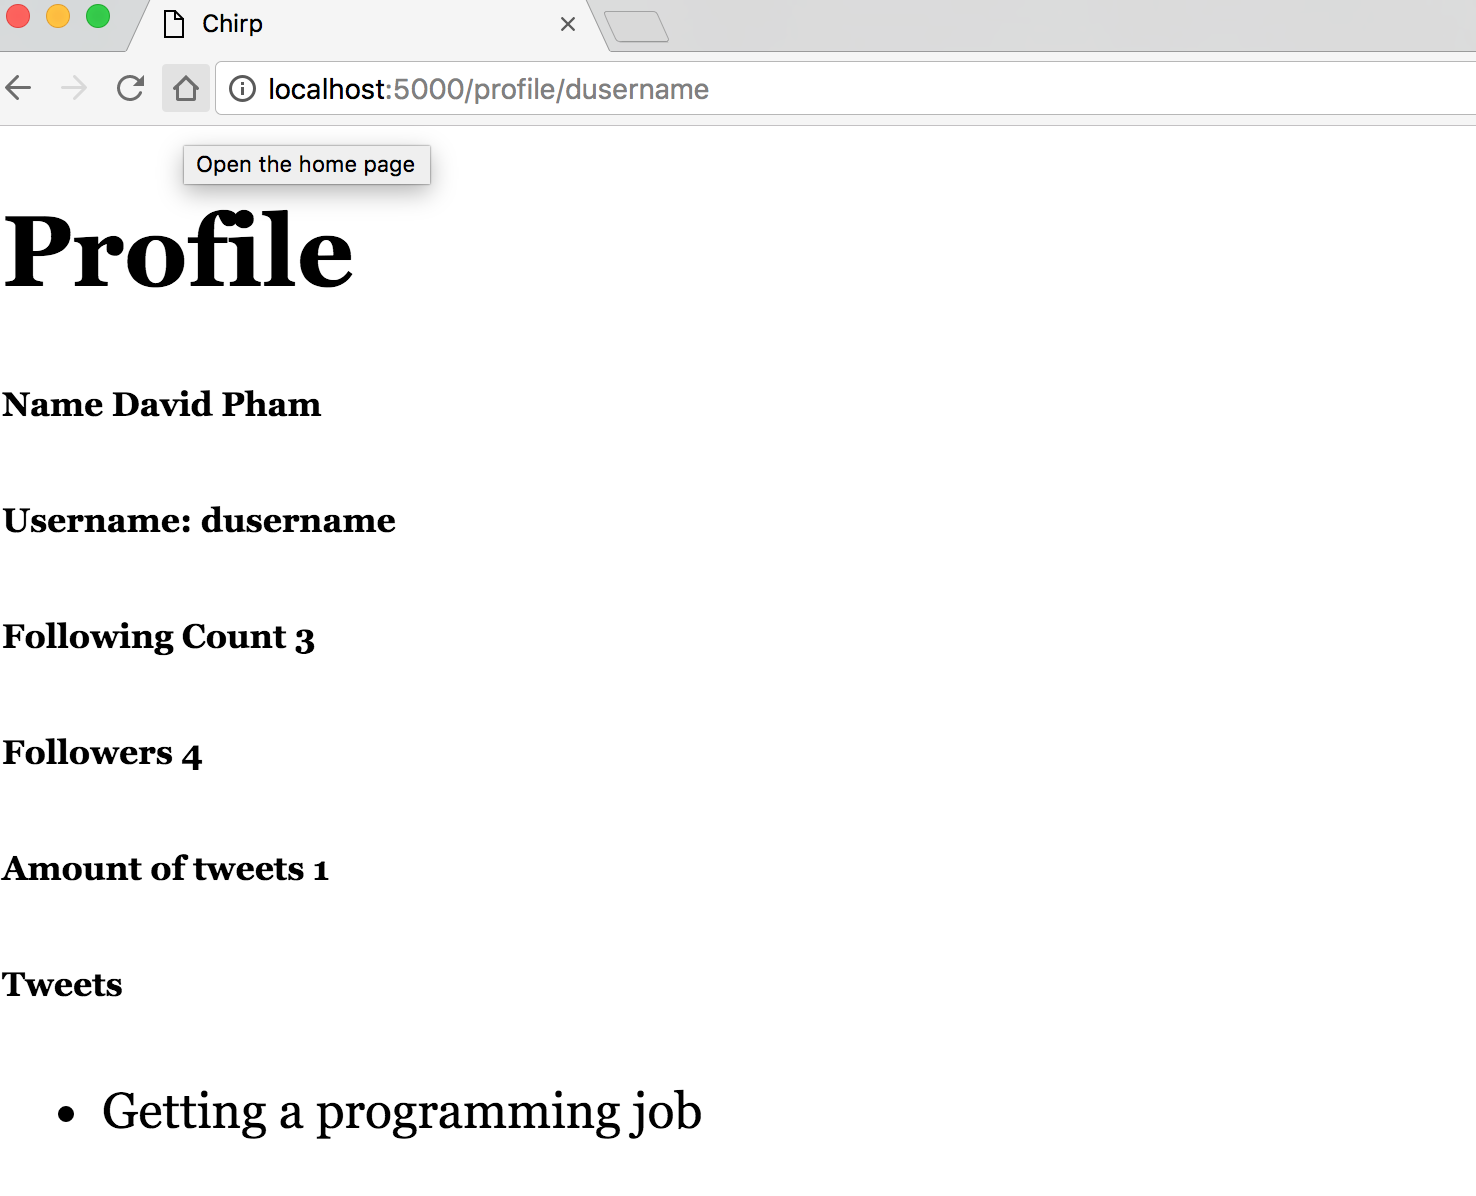 Chirp
localhost:5000/profile/dusername
Open the home page
Profile
Name David Pham
Username: dusername
Following Count 3
Followers 4
Amount of tweets 1
Tweets
Getting a programming job